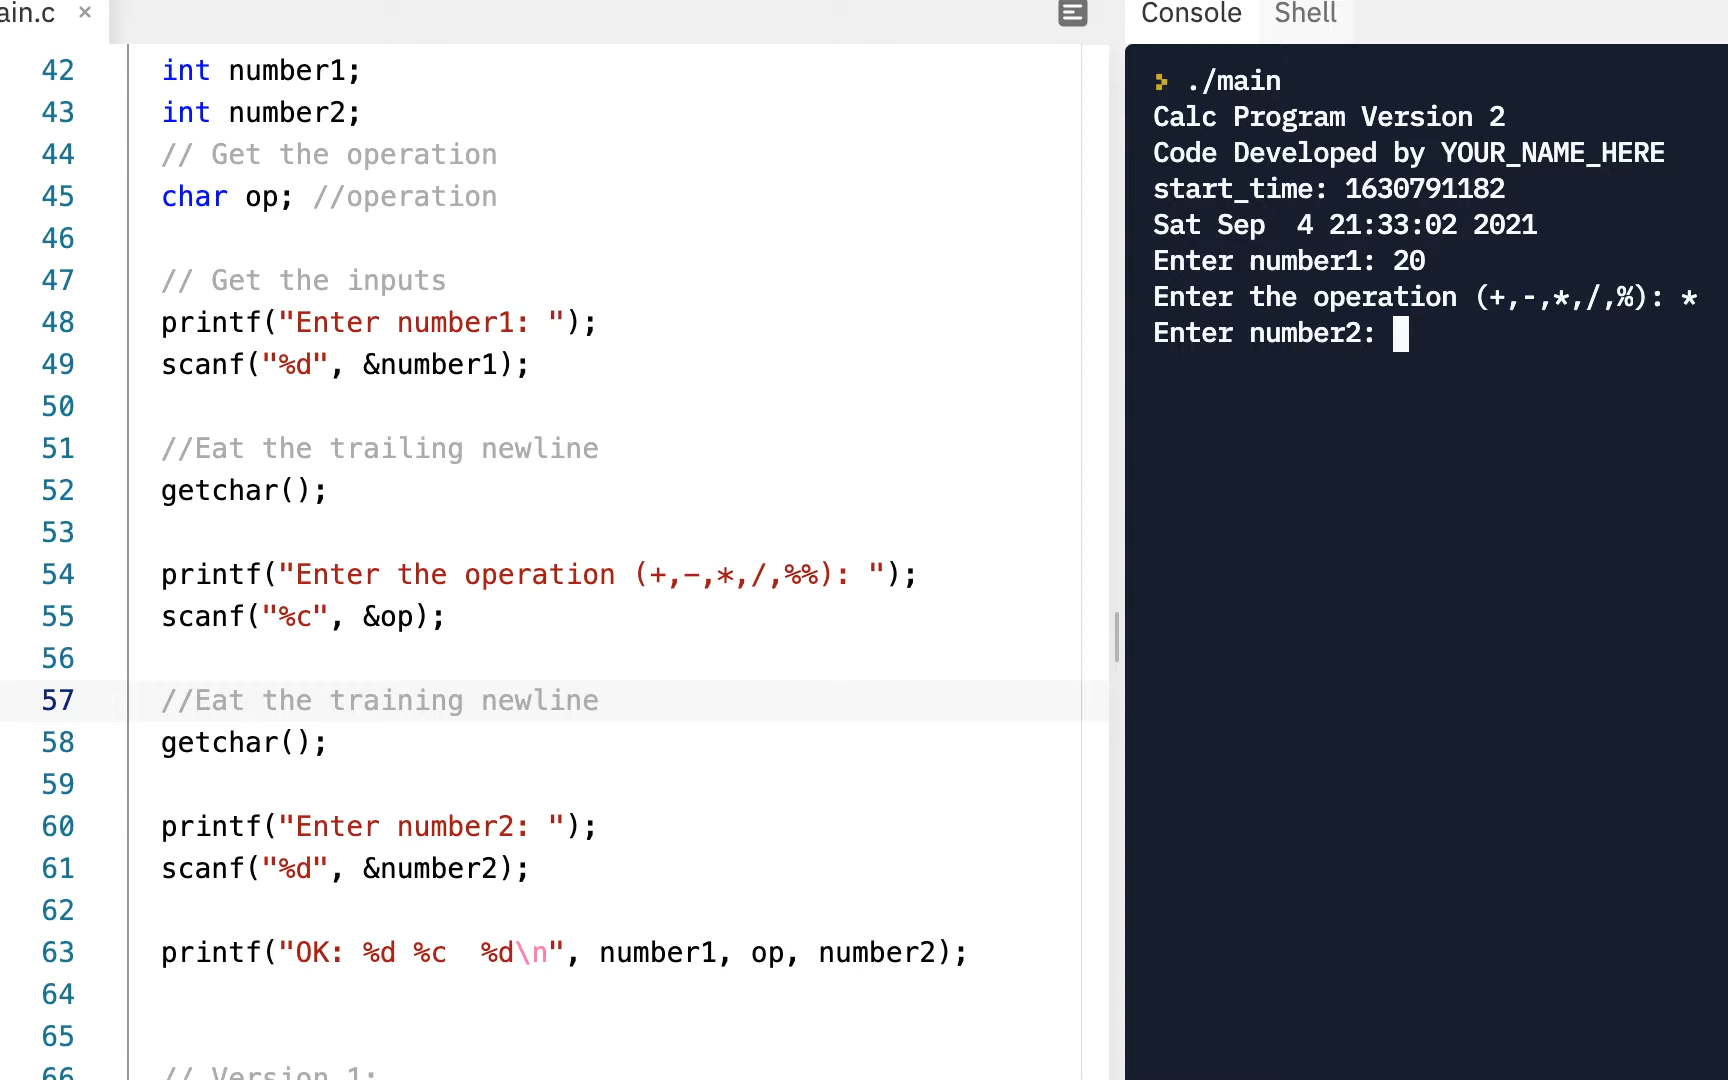 ain.c ×
Console Shell
42 int number1;
43 int number2;
44 // Get the operation
45 char op; //operation
46
47 // Get the inputs
48 printf("Enter number1: ");
49 scanf("%d", &number1);
50
51 //Eat the trailing newline
52 getchar();
53
54 printf("Enter the operation (+,-,*,/,%%): ");
55 scanf("%c", &op);
56
57 //Eat the training newline
58 getchar();
59
60 printf("Enter number2: ");
61 scanf("%d", &number2);
62
63 printf("OK: %d %c  %d\n", number1, op, number2);
64
65
66 // Version 1:
./main
Calc Program Version 2
Code Developed by YOUR_NAME_HERE
start_time: 1630791182
Sat Sep  4 21:33:02 2021
Enter number1: 20
Enter the operation (+,-,*,/,%): *
Enter number2: